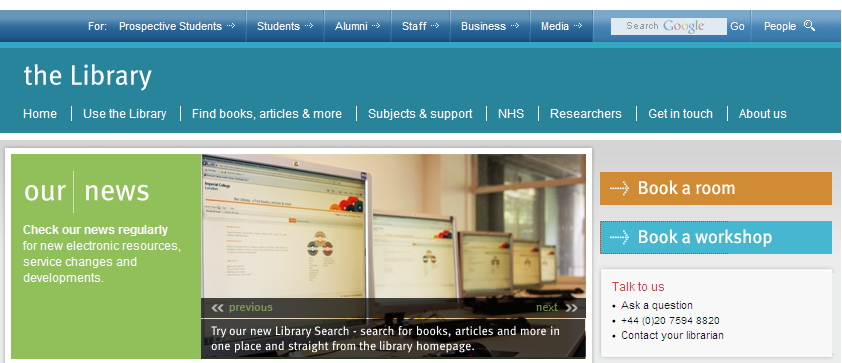 For: Prospective Students Students Alumni Staff Business Media Search Google Go People
the Library
Home Use the Library Find books, articles & more Subjects & support NHS Researchers Get in touch About us
our news
Check our news regularly
for new electronic resources,
service changes and
developments.
Imperial College
London
previous next
Try our new Library Search - search for books, articles and more in
one place and straight from the library homepage.
Book a room
Book a workshop
Talk to us
• Ask a question
• +44 (0)20 7594 8820
• Contact your librarian